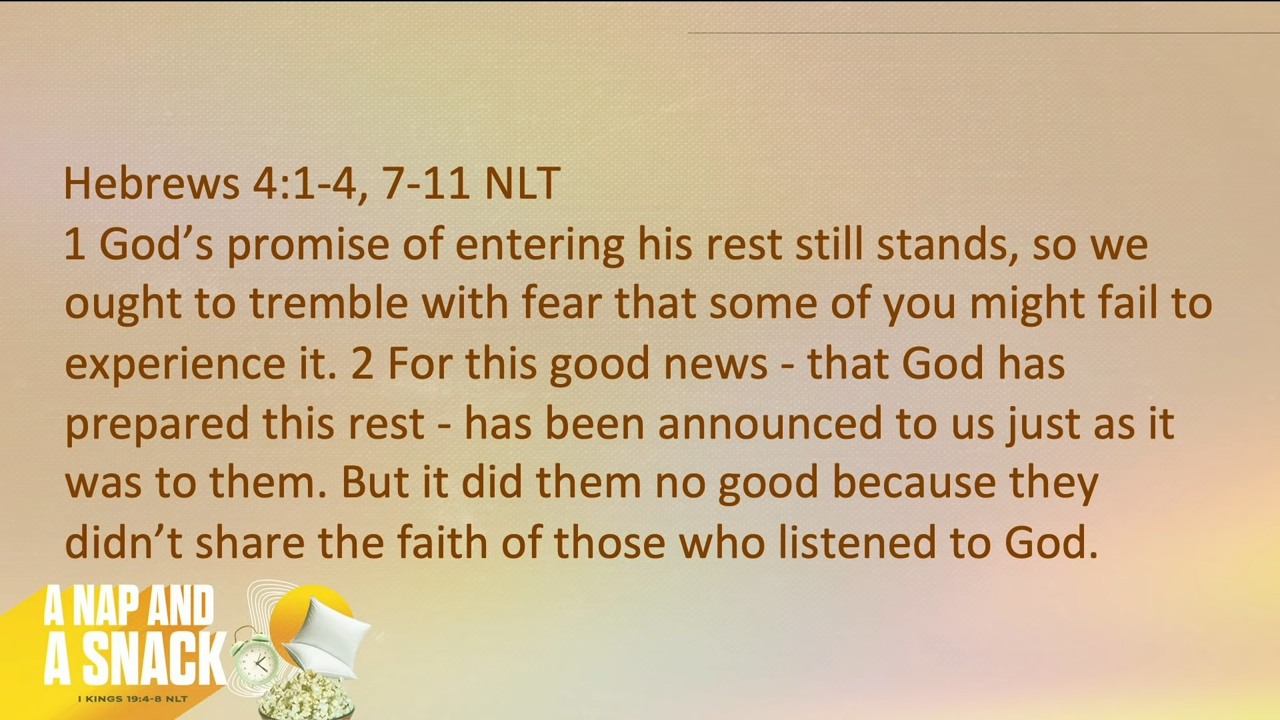 Hebrews 4:1-4, 7-11 NLT
1 God’s promise of entering his rest still stands, so we
ought to tremble with fear that some of you might fail to
experience it. 2 For this good news - that God has
prepared this rest - has been announced to us just as it
was to them. But it did them no good because they
didn’t share the faith of those who listened to God.
A NAP AND
A SNACK
I KINGS 19:4-8 NLT